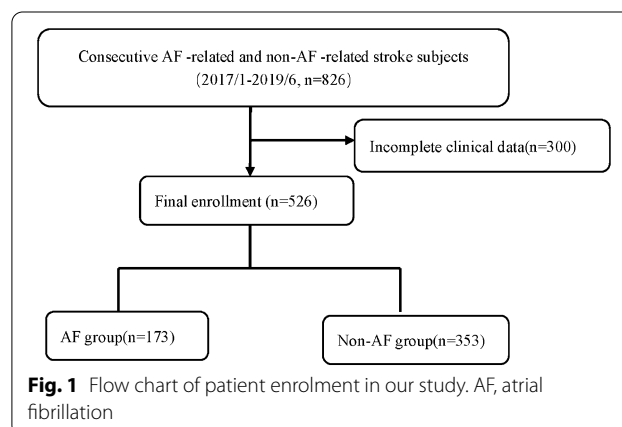 Consecutive AF -related and non-AF -related stroke subjects
(2017/1-2019/6, n=826)
Incomplete clinical data(n=300)
Final enrollment (n=526)
AF group(n=173)
Non-AF group(n=353)
Fig. 1 Flow chart of patient enrolment in our study. AF, atrial
fibrillation